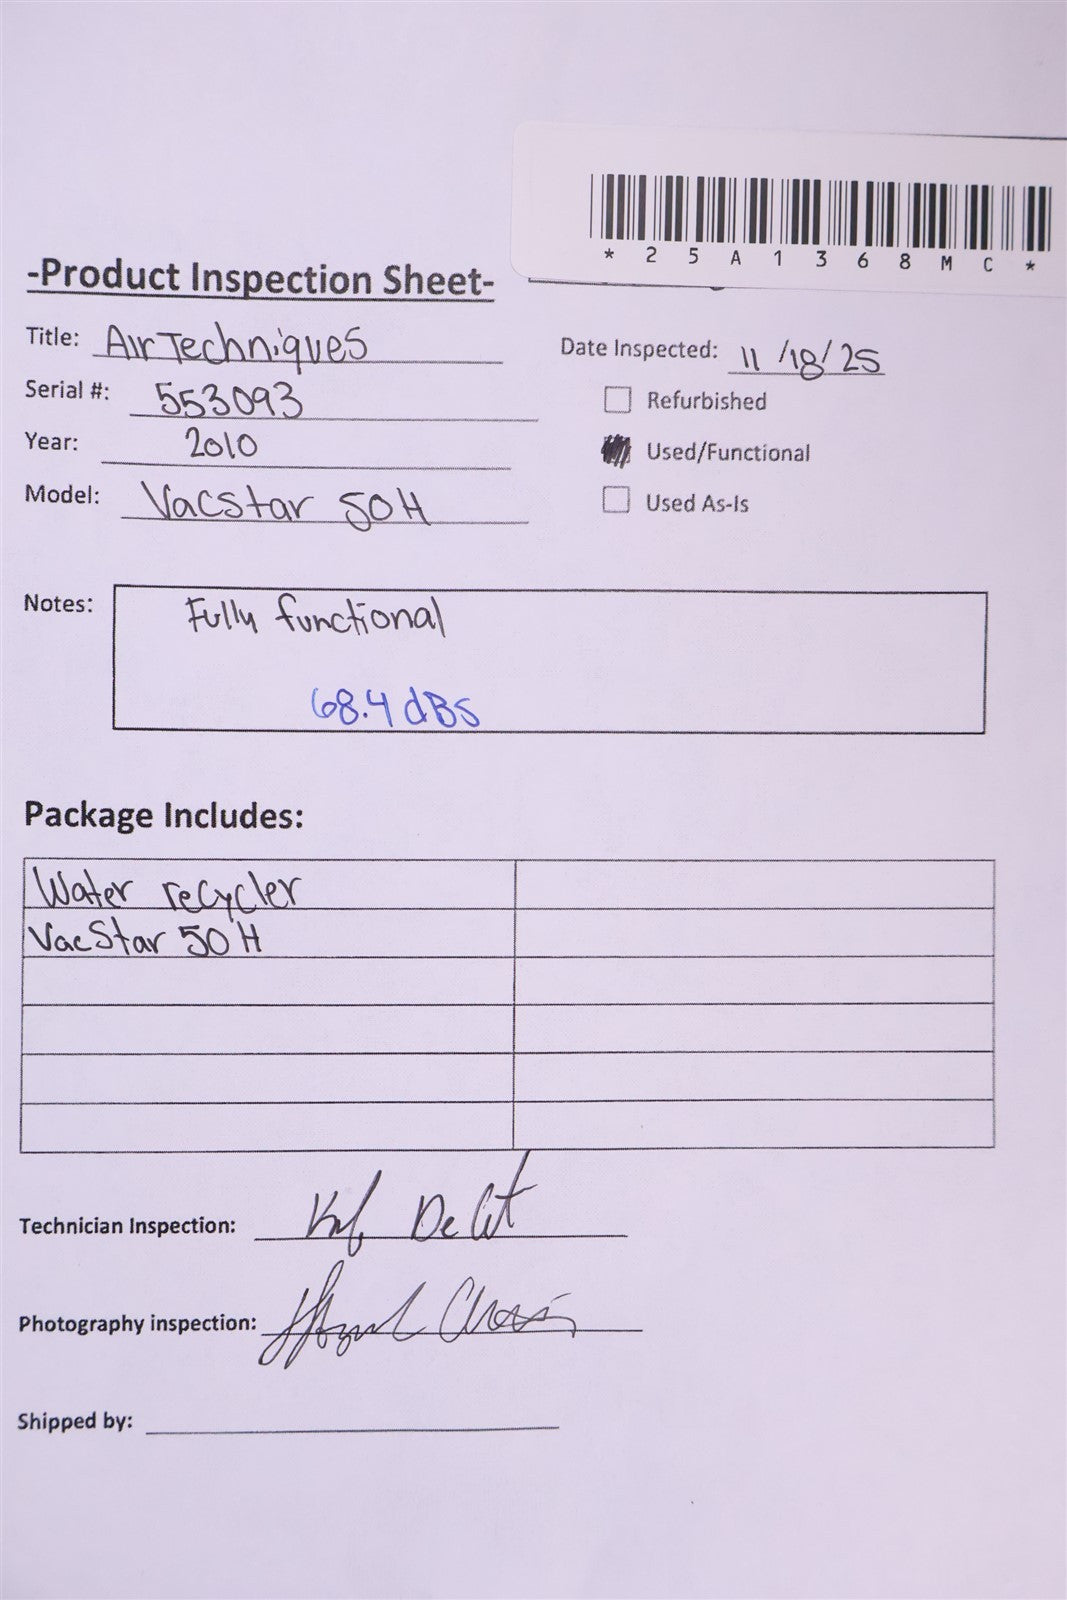 *25A1368MC*
-Product Inspection Sheet-
Title: Air Techniques
Date Inspected: 11/18/25
Serial #: 553093
Refurbished
Year: 2010
Used/Functional
Model: VacStar 50H
Used As-Is
Notes: Fully functional
68.4 dBs
Package Includes:
Water recycler
VacStar 50H
Technician Inspection:
Photography inspection:
Shipped by: